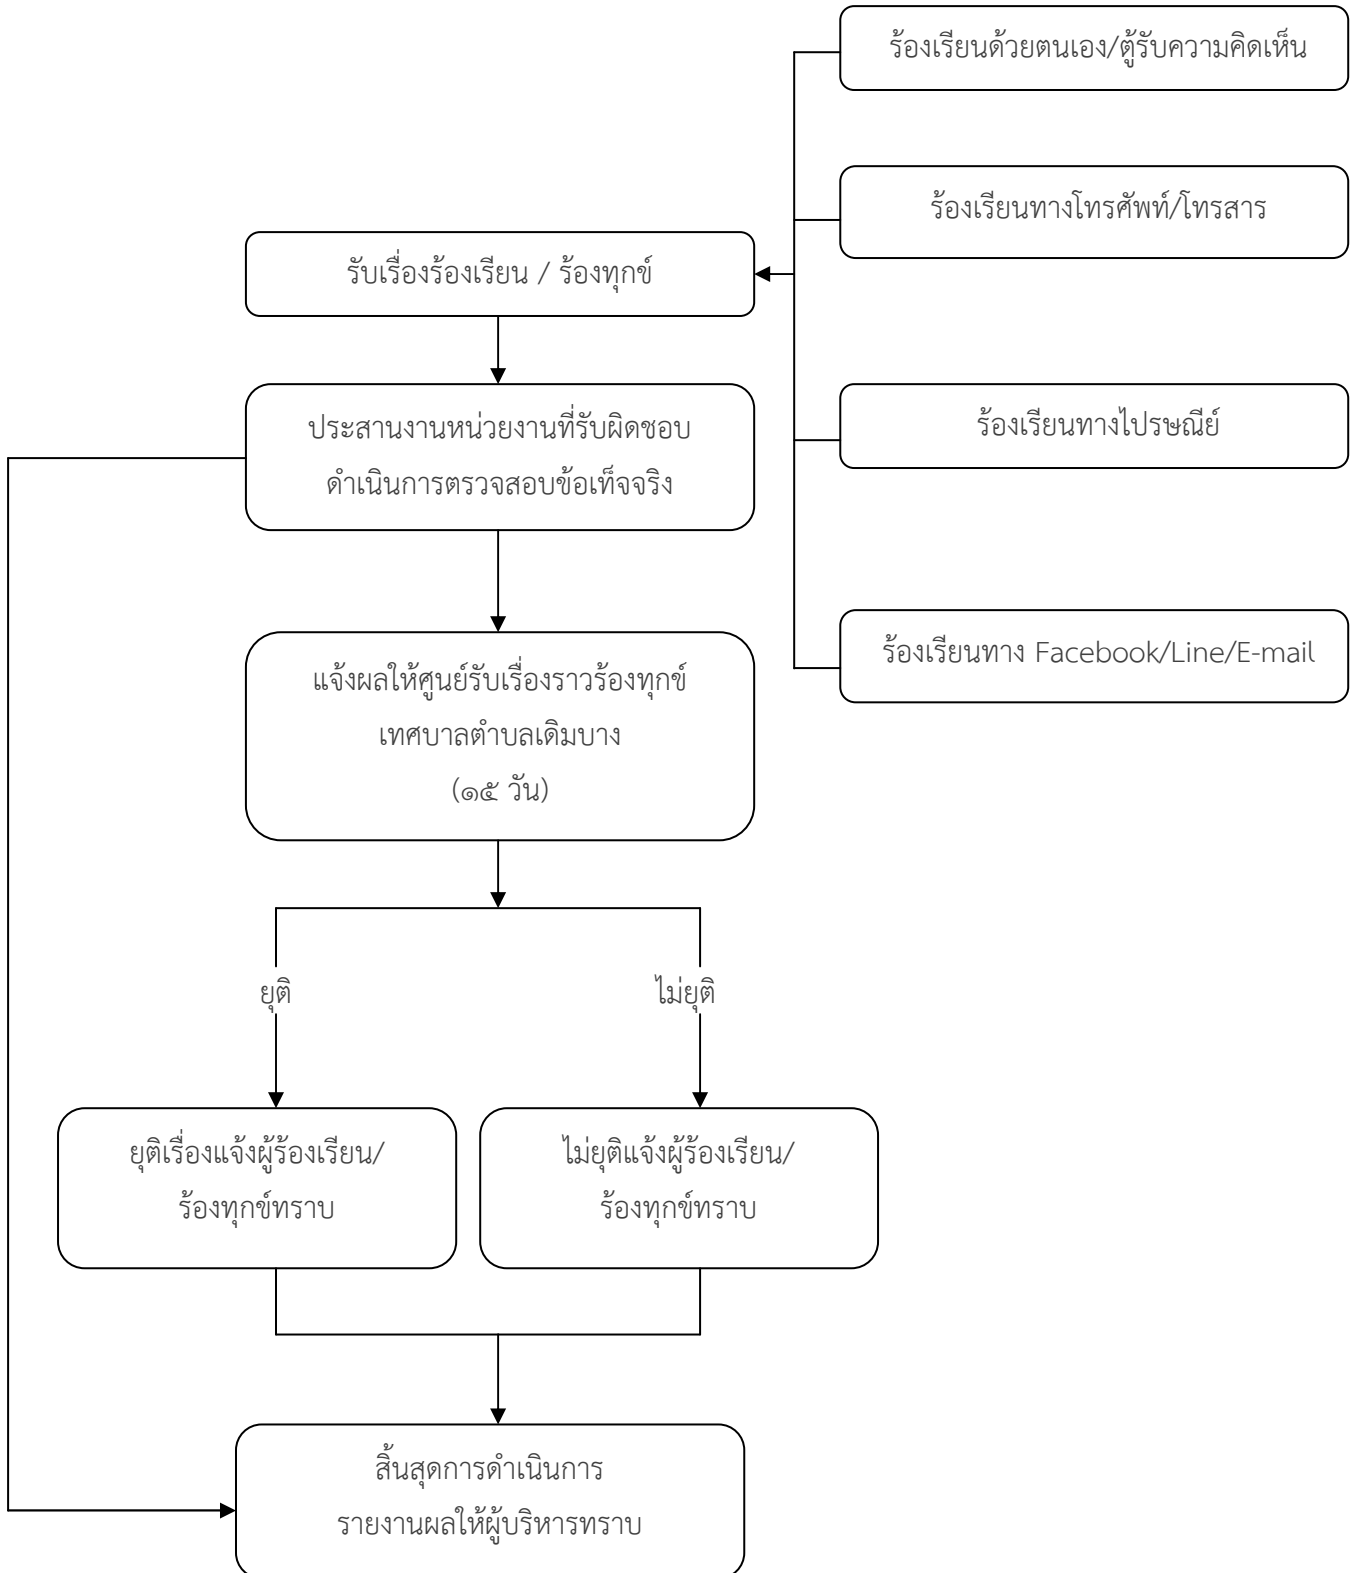 ร้องเรียนด้วยตนเอง/ตู้รับความคิดเห็น
ร้องเรียนทางโทรศัพท์/โทรสาร
รับเรื่องร้องเรียน / ร้องทุกข์
ร้องเรียนทางไปรษณีย์
ประสานงานหน่วยงานที่รับผิดชอบ
ดำเนินการตรวจสอบข้อเท็จจริง
ร้องเรียนทาง Facebook/Line/E-mail
แจ้งผลให้ศูนย์รับเรื่องราวร้องทุกข์
เทศบาลตำบลเดิมบาง
(๑๕ วัน)
ยุติ
ไม่ยุติ
ยุติเรื่องแจ้งผู้ร้องเรียน/
ร้องทุกข์ทราบ
ไม่ยุติแจ้งผู้ร้องเรียน/
ร้องทุกข์ทราบ
สิ้นสุดการดำเนินการ
รายงานผลให้ผู้บริหารทราบ